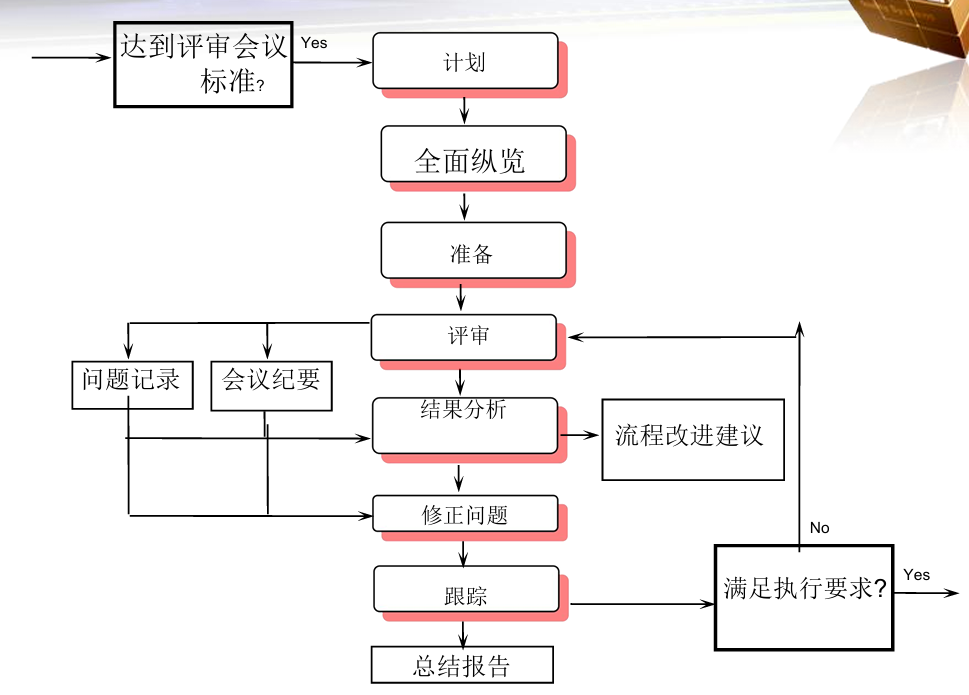 达到评审会议
标准?
Yes
计划
全面纵览
准备
评审
问题记录
会议纪要
结果分析
流程改进建议
修正问题
No
满足执行要求?
Yes
跟踪
总结报告